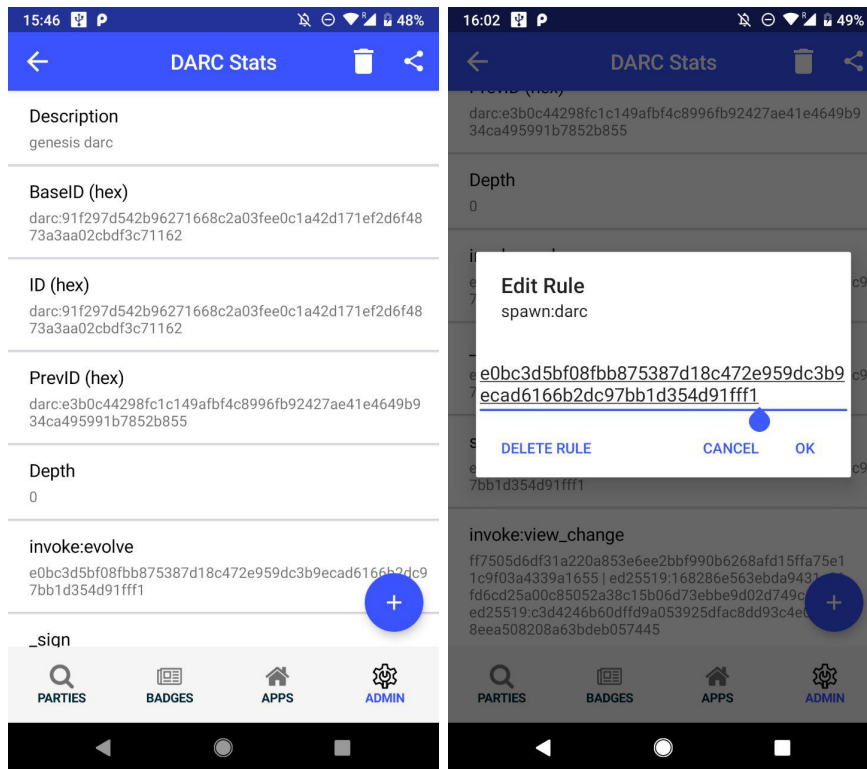 15:46 48%
DARC Stats
Description
genesis darc
BaseID (hex)
darc:91f297d542b96271668c2a03fee0c1a42d171ef2d6f48
73a3aa02cbdf3c71162
ID (hex)
darc:91f297d542b96271668c2a03fee0c1a42d171ef2d6f48
73a3aa02cbdf3c71162
PrevID (hex)
darc:e3b0c44298fc1c149afbf4c8996fb92427ae41e4649b9
34ca495991b7852b855
Depth
0
invoke:evolve
e0bc3d5bf08fbb875387d18c472e959dc3b9ecad6166b2dc9
7bb1d354d91fff1
_sign
PARTIES BADGES APPS ADMIN
16:02 49%
DARC Stats
PrevID (hex)
darc:e3b0c44298fc1c149afbf4c8996fb92427ae41e4649b9
34ca495991b7852b855
Depth
0
Edit Rule
spawn:darc
e0bc3d5bf08fbb875387d18c472e959dc3b9
ecad6166b2dc97bb1d354d91fff1
DELETE RULE CANCEL OK
7bb1d354d91fff1
invoke:view_change
ff7505d6df31a220a853e6ee2bbf990b6268afd15ffa75e1
1c9f03a4339a1655 | ed25519:168286e563ebda9431
fd6cd25a00c85052a38c15b06d73ebbe9d02d749c
ed25519:c3d4246b60dffd9a053925dfac8dd93c4e
8eea508208a63bdeb057445
PARTIES BADGES APPS ADMIN